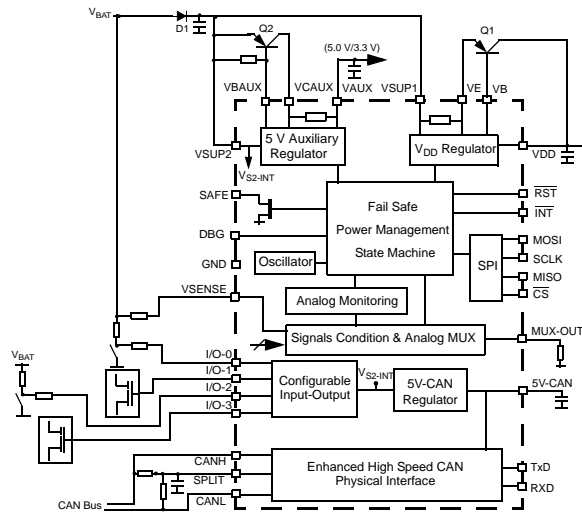 VBAT
D1
Q2
(5.0 V/3.3 V)
Q1
VBAUX
VCAUX
VAUX
VSUP1
VE
VB
5 V Auxiliary
Regulator
VDD Regulator
VSUP2
VS2-INT
VDD
SAFE
Fail Safe
Power Management
State Machine
RST
INT
DBG
MOSI
SCLK
GND
Oscillator
SPI
MISO
CS
VSENSE
Analog Monitoring
Signals Condition & Analog MUX
MUX-OUT
VBAT
I/O-0
I/O-1
I/O-2
I/O-3
Configurable
Input-Output
VS2-INT
5V-CAN
Regulator
5V-CAN
CANH
SPLIT
CANL
CAN Bus
Enhanced High Speed CAN
Physical Interface
TxD
RXD